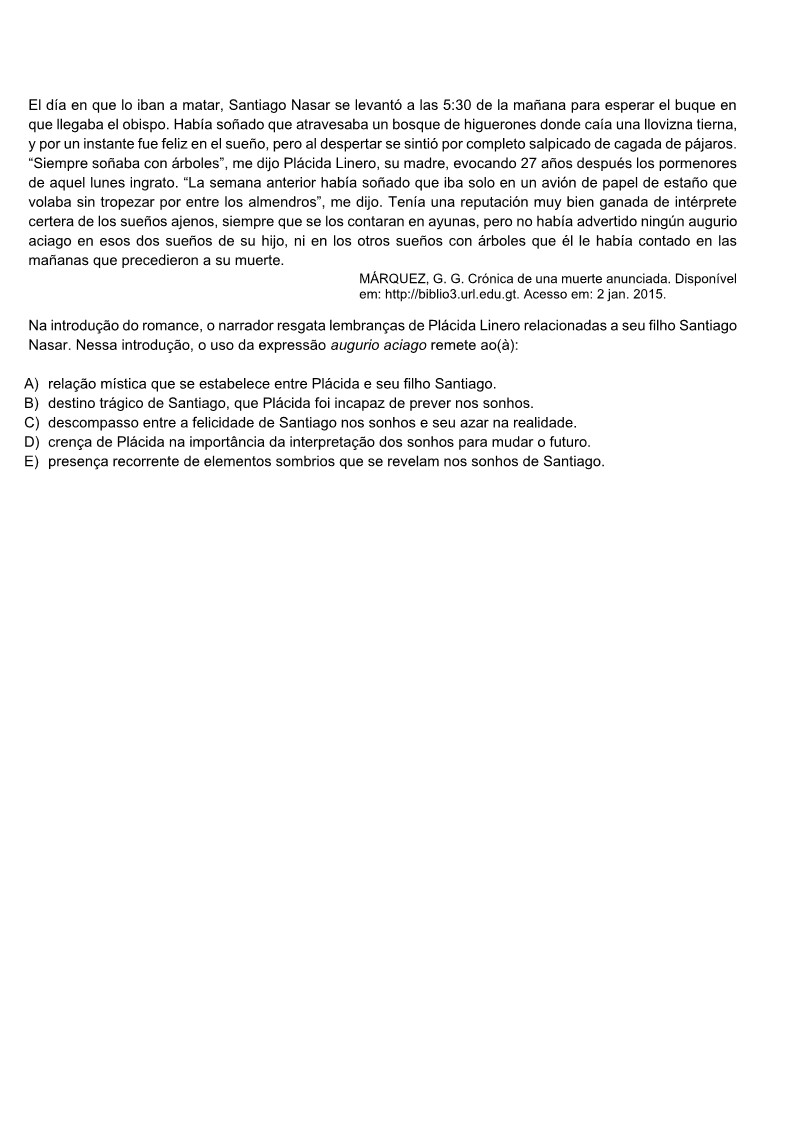 El día en que lo iban a matar, Santiago Nasar se levantó a las 5:30 de la mañana para esperar el buque en
que llegaba el obispo. Había soñado que atravesaba un bosque de higuerones donde caía una llovizna tierna,
y por un instante fue feliz en el sueño, pero al despertar se sintió por completo salpicado de cagada de pájaros.
“Siempre soñaba con árboles”, me dijo Plácida Linero, su madre, evocando 27 años después los pormenores
de aquel lunes ingrato. “La semana anterior había soñado que iba solo en un avión de papel de estaño que
volaba sin tropezar por entre los almendros”, me dijo. Tenía una reputación muy bien ganada de intérprete
certera de los sueños ajenos, siempre que se los contaran en ayunas, pero no había advertido ningún augurio
aciago en esos dos sueños de su hijo, ni en los otros sueños con árboles que él le había contado en las
mañanas que precedieron a su muerte.
MÁRQUEZ, G. G. Crónica de una muerte anunciada. Disponível
em: http://biblio3.url.edu.gt. Acesso em: 2 jan. 2015.
Na introdução do romance, o narrador resgata lembranças de Plácida Linero relacionadas a seu filho Santiago
Nasar. Nessa introdução, o uso da expressão augurio aciago remete ao(à):
A) relação mística que se estabelece entre Plácida e seu filho Santiago.
B) destino trágico de Santiago, que Plácida foi incapaz de prever nos sonhos.
C) descompasso entre a felicidade de Santiago nos sonhos e seu azar na realidade.
D) crença de Plácida na importância da interpretação dos sonhos para mudar o futuro.
E) presença recorrente de elementos sombrios que se revelam nos sonhos de Santiago.